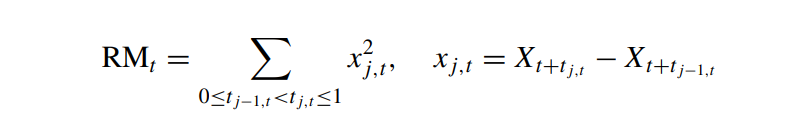 RM_t = \sum_{0 \le t_{j-1,t} < t_{j,t} \le 1} x_{j,t}^2, \quad x_{j,t} = X_{t+t_{j,t}} - X_{t+t_{j-1,t}}